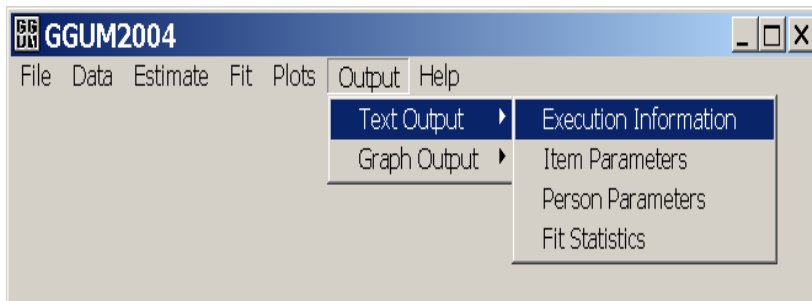 GGUM2004
File Data Estimate Fit Plots Output Help
Text Output Execution Information
Graph Output Item Parameters
Person Parameters
Fit Statistics